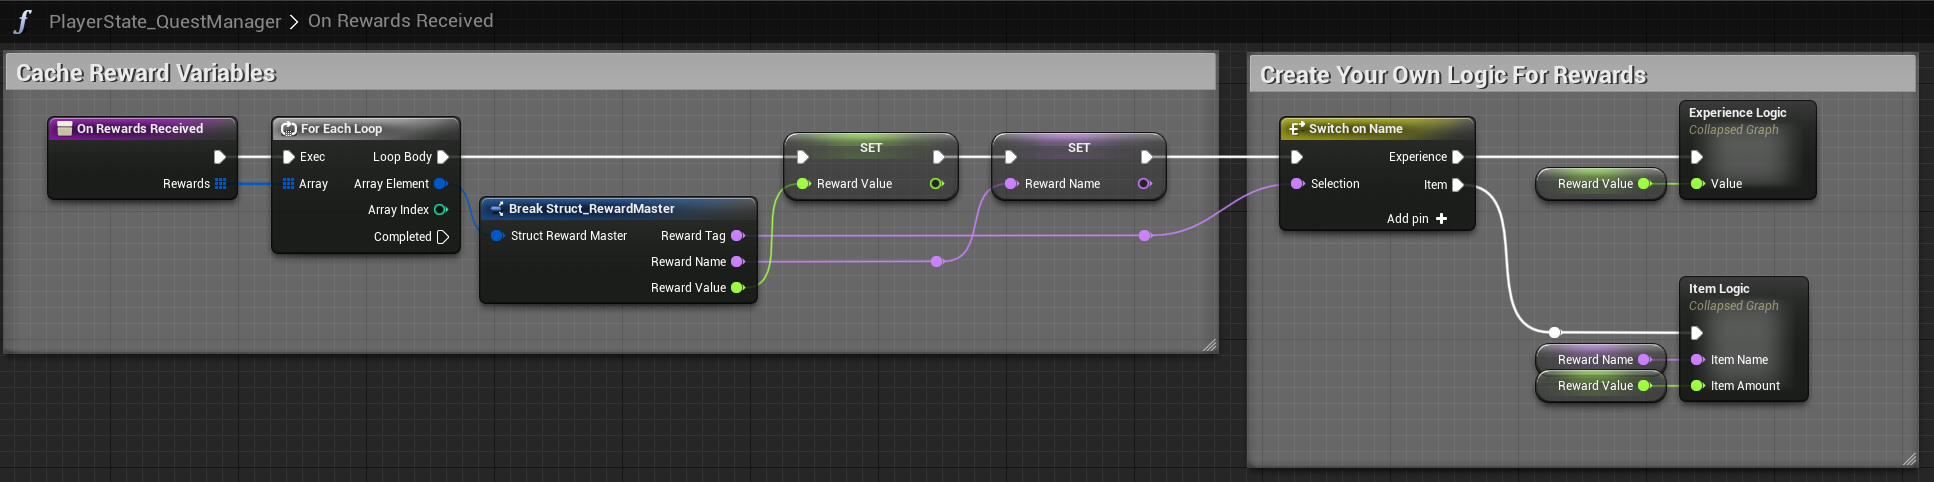 PlayerState_QuestManager > On Rewards Received
Cache Reward Variables
On Rewards Received
Rewards
For Each Loop
Exec
Loop Body
Array
Array Element
Array Index
Completed
Break Struct_RewardMaster
Struct Reward Master
Reward Tag
Reward Name
Reward Value
SET
Reward Value
SET
Reward Name
Create Your Own Logic For Rewards
Switch on Name
Experience
Selection
Item
Add pin +
Reward Value
Experience Logic
Collapsed Graph
Value
Item Logic
Collapsed Graph
Reward Name
Item Name
Reward Value
Item Amount